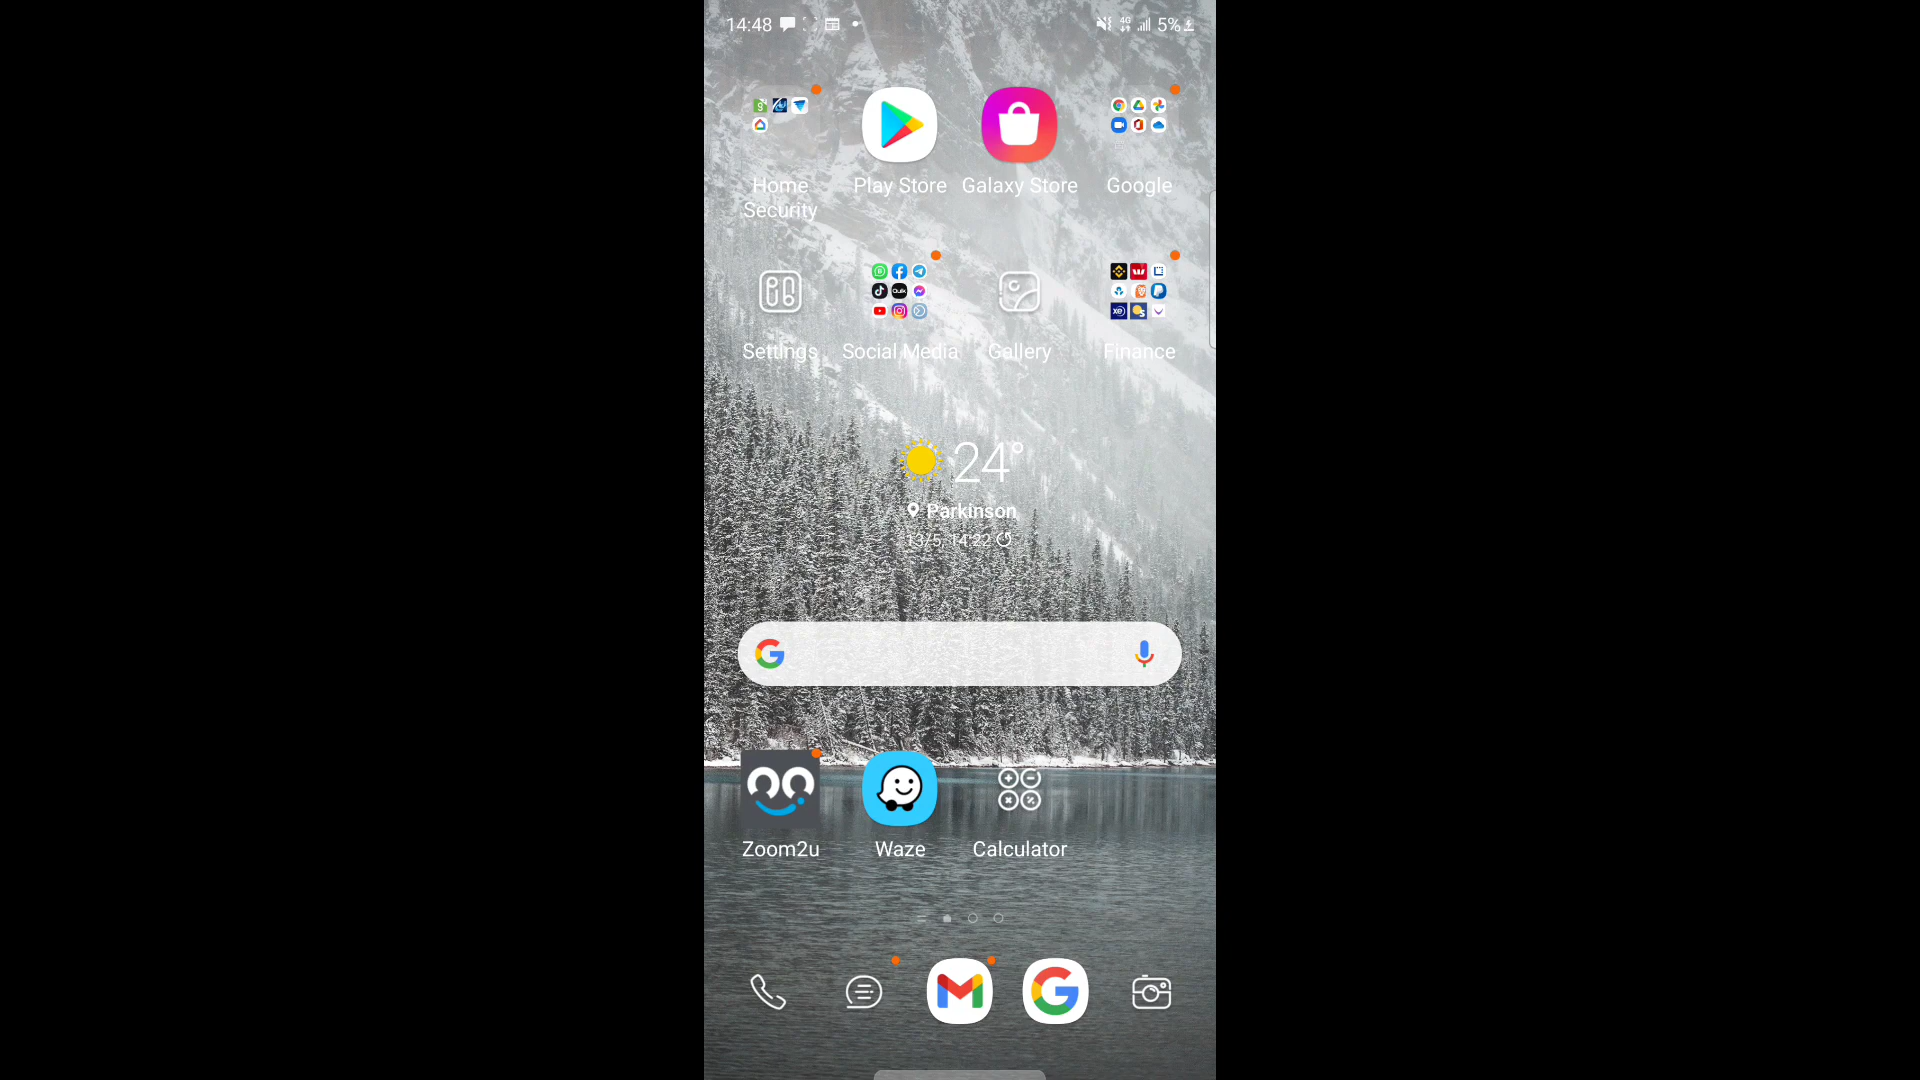 14:48
4G
5%
Home
Security
Play Store
Galaxy Store
Google
Settings
Social Media
Gallery
Finance
24°
Parkinson
13/5, 14:22
Zoom2u
Waze
Calculator